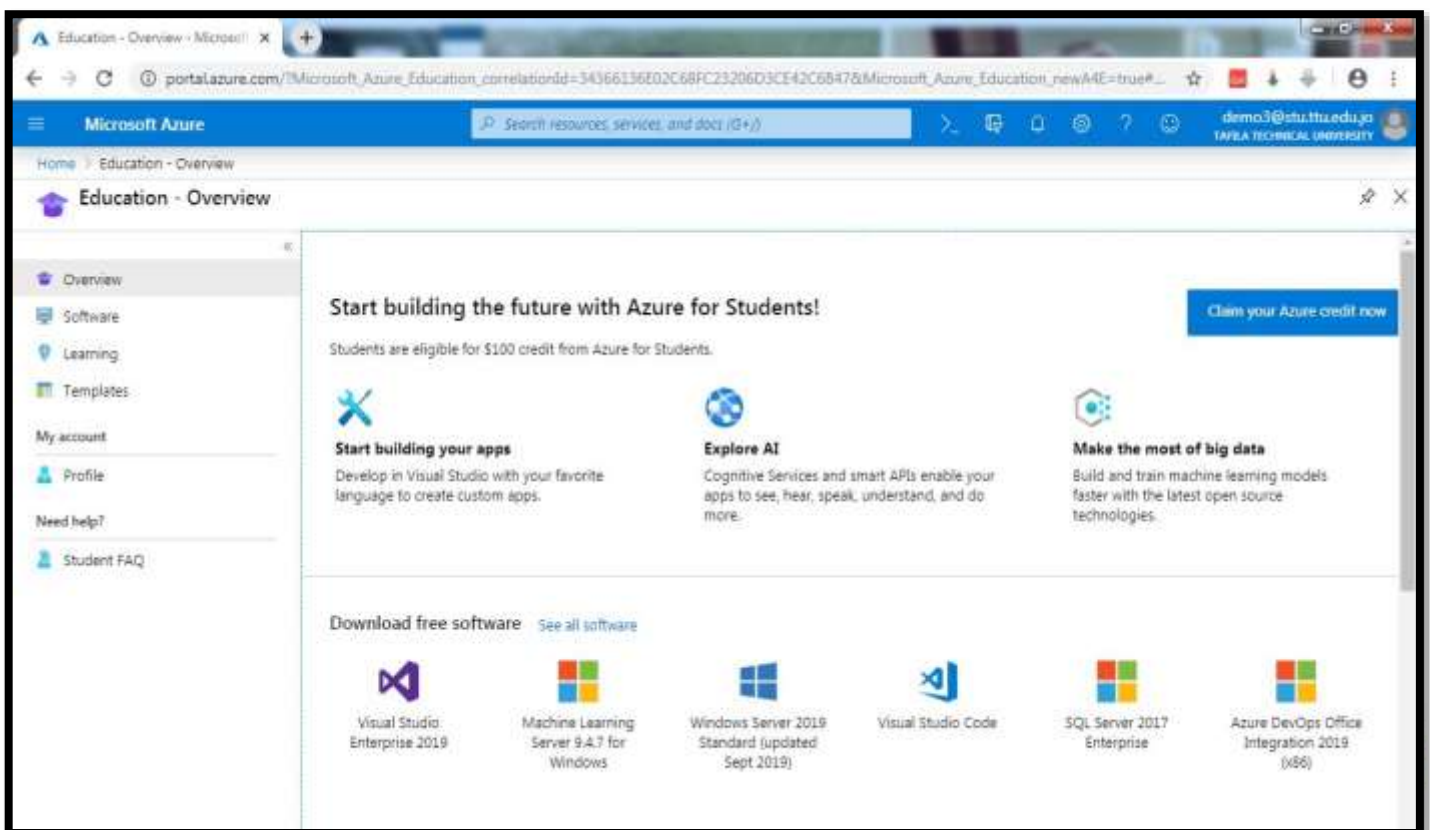 Education - Overview - Microsoft
Microsoft Azure
Search resources, services, and docs (G+/)
demo3@stu.ttu.edu.jo
TAFILA TECHNICAL UNIVERSITY
Home > Education - Overview
Education - Overview
Overview
Software
Learning
Templates
My account
Profile
Need help?
Student FAQ
Start building the future with Azure for Students!
Claim your Azure credit now
Students are eligible for $100 credit from Azure for Students.
Start building your apps
Develop in Visual Studio with your favorite
language to create custom apps.
Explore AI
Cognitive Services and smart APIs enable your
apps to see, hear, speak, understand, and do
more.
Make the most of big data
Build and train machine learning models
faster with the latest open source
technologies.
Download free software See all software
Visual Studio
Enterprise 2019
Machine Learning
Server 9.4.7 for
Windows
Windows Server 2019
Standard (updated
Sept 2019)
Visual Studio Code
SQL Server 2017
Enterprise
Azure DevOps Office
Integration 2019
(x86)